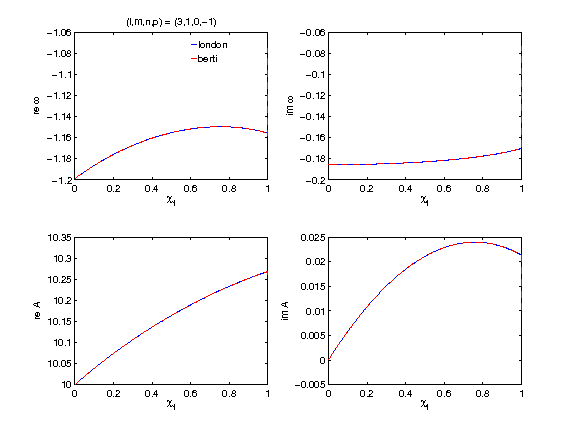 (l,m,n,p) = (3,1,0,−1)
−1.06
−1.08
−1.1
−1.12
−1.14
−1.16
−1.18
−1.2
re ω
0 0.2 0.4 0.6 0.8 1
χf
london
berti
−0.06
−0.08
−0.1
−0.12
−0.14
−0.16
−0.18
−0.2
im ω
0 0.2 0.4 0.6 0.8 1
χf
10.35
10.3
10.25
10.2
10.15
10.1
10.05
10
re A
0 0.2 0.4 0.6 0.8 1
χf
0.025
0.02
0.015
0.01
0.005
0
−0.005
im A
0 0.2 0.4 0.6 0.8 1
χf